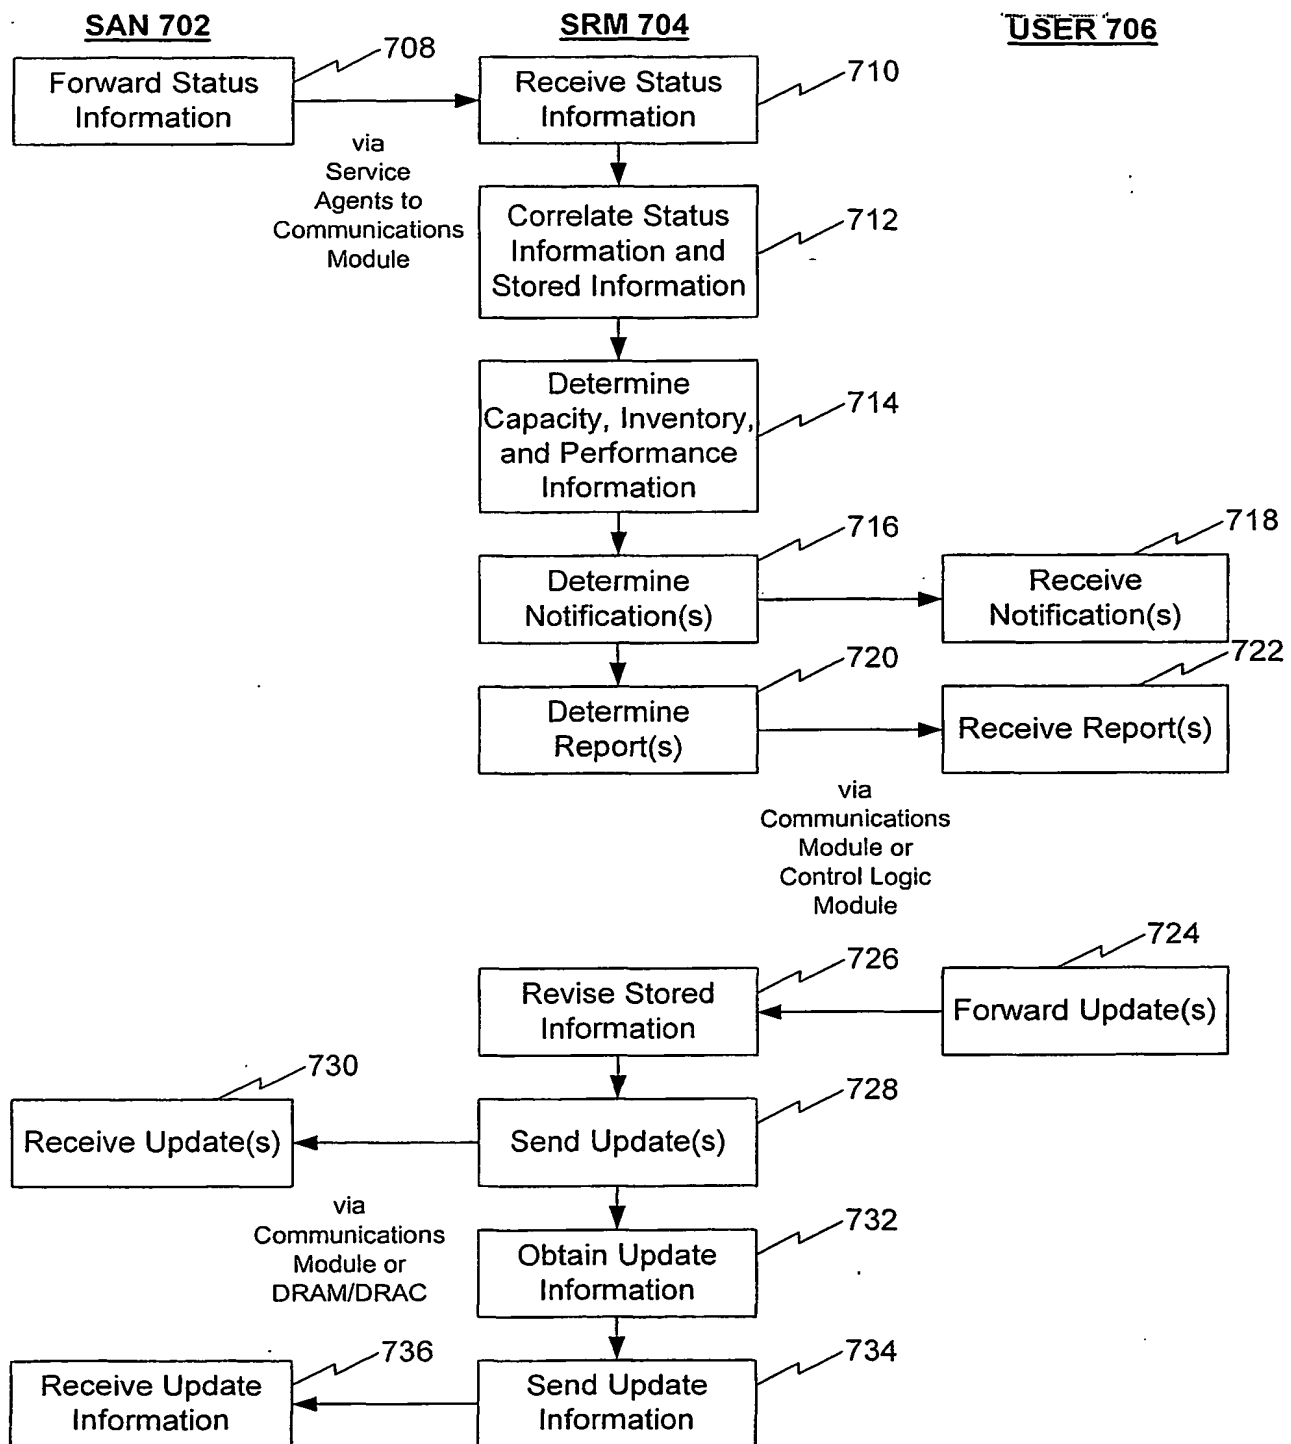 SAN 702
SRM 704
USER 706
708
Forward Status
Information
Receive Status
Information
710
via
Service
Agents to
Communications
Module
Correlate Status
Information and
Stored Information
712
Determine
Capacity, Inventory,
and Performance
Information
714
716
Determine
Notification(s)
718
Receive
Notification(s)
720
Determine
Report(s)
722
Receive Report(s)
via
Communications
Module or
Control Logic
Module
724
Forward Update(s)
726
Revise Stored
Information
730
Receive Update(s)
728
Send Update(s)
via
Communications
Module or
DRAM/DRAC
732
Obtain Update
Information
736
Receive Update
Information
734
Send Update
Information